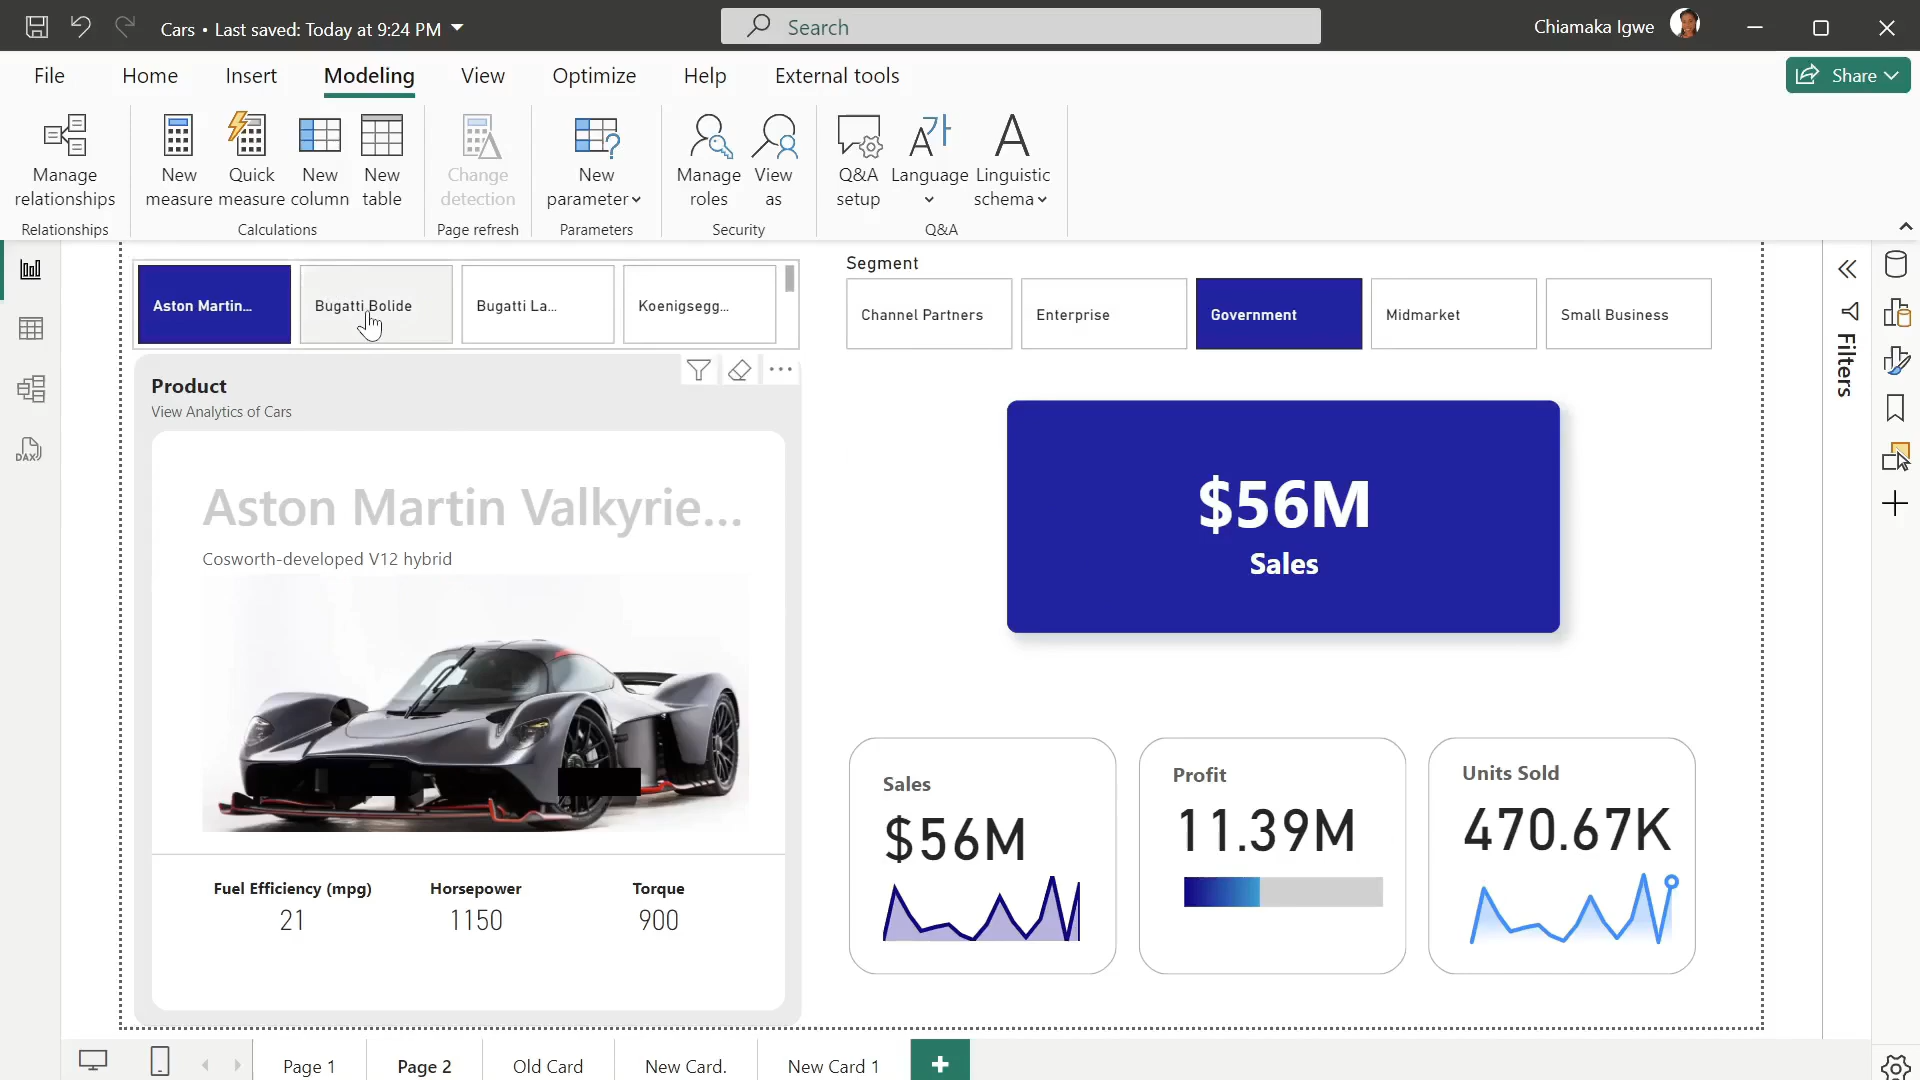 Cars • Last saved: Today at 9:24 PM
Search
Chiamaka Igwe
File
Home
Insert
Modeling
View
Optimize
Help
External tools
Share
Manage
relationships
New
measure
Quick
measure
New
column
New
table
Change
detection
New
parameter
Manage
roles
View
as
Q&A
setup
Language
Linguistic
schema
Relationships
Calculations
Page refresh
Parameters
Security
Q&A
Aston Martin...
Bugatti Bolide
Bugatti La...
Koenigsegg...
Segment
Channel Partners
Enterprise
Government
Midmarket
Small Business
Filters
DAX
Product
View Analytics of Cars
Aston Martin Valkyrie...
Cosworth-developed V12 hybrid
Fuel Efficiency (mpg)
21
Horsepower
1150
Torque
900
$56M
Sales
Sales
$56M
Profit
11.39M
Units Sold
470.67K
Page 1
Page 2
Old Card
New Card.
New Card 1